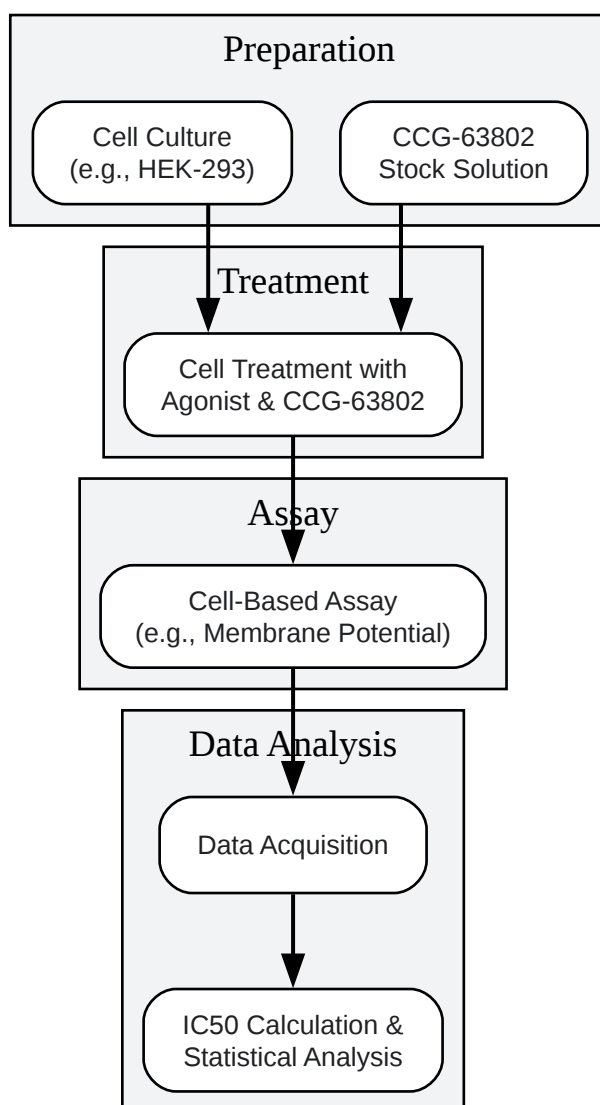 Preparation
Cell Culture
(e.g., HEK-293)
CCG-63802
Stock Solution
Treatment
Cell Treatment with
Agonist & CCG-63802
Assay
Cell-Based Assay
(e.g., Membrane Potential)
Data Analysis
Data Acquisition
IC50 Calculation &
Statistical Analysis